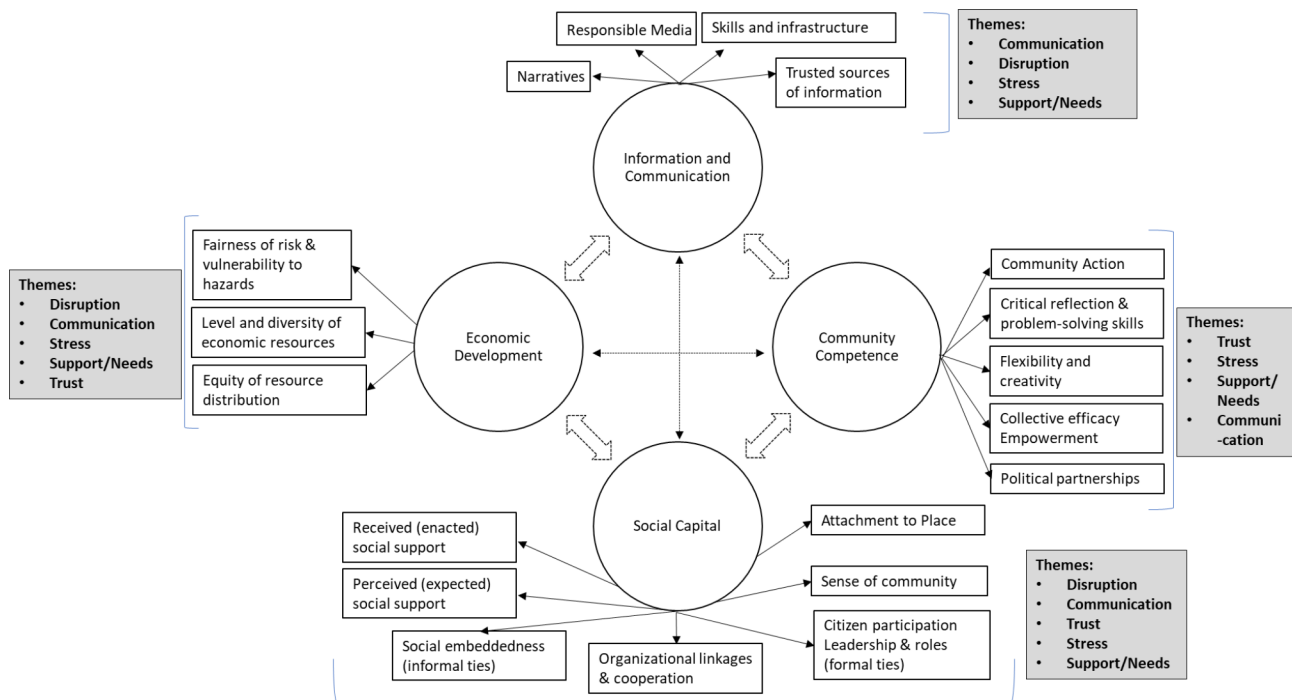 Responsible Media
Skills and infrastructure
Narratives
Trusted sources
of information
Themes:
• Communication
• Disruption
• Stress
• Support/Needs
Information and
Communication
Themes:
• Disruption
• Communication
• Stress
• Support/Needs
• Trust
Fairness of risk &
vulnerability to
hazards
Level and diversity of
economic resources
Equity of resource
distribution
Economic
Development
Community
Competence
Community Action
Critical reflection &
problem-solving skills
Flexibility and
creativity
Collective efficacy
Empowerment
Political partnerships
Themes:
• Trust
• Stress
• Support/
Needs
• Communi
-cation
Social Capital
Received (enacted)
social support
Perceived (expected)
social support
Social embeddedness
(informal ties)
Organizational linkages
& cooperation
Attachment to Place
Sense of community
Citizen participation
Leadership & roles
(formal ties)
Themes:
• Disruption
• Communication
• Trust
• Stress
• Support/Needs